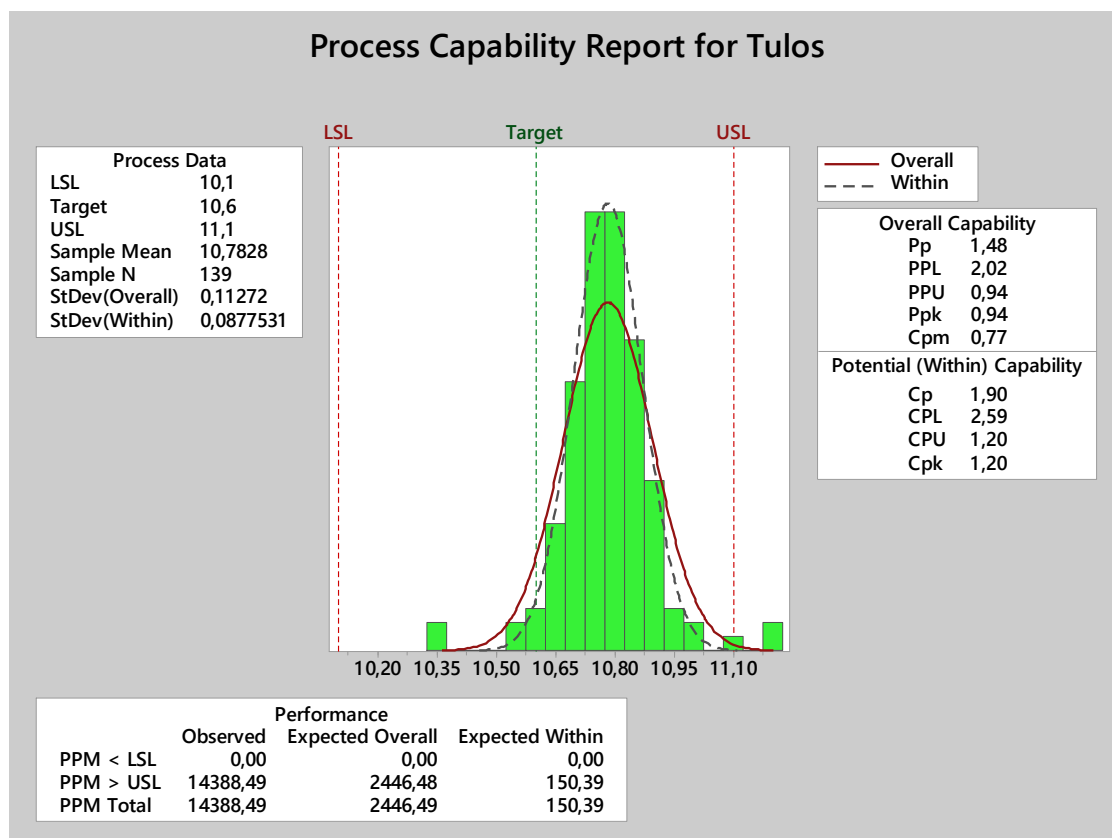 Process Capability Report for Tulos
LSL Target USL
Process Data
LSL 10,1
Target 10,6
USL 11,1
Sample Mean 10,7828
Sample N 139
StDev(Overall) 0,11272
StDev(Within) 0,0877531
Overall
Within
Overall Capability
Pp 1,48
PPL 2,02
PPU 0,94
Ppk 0,94
Cpm 0,77
Potential (Within) Capability
Cp 1,90
CPL 2,59
CPU 1,20
Cpk 1,20
10,20 10,35 10,50 10,65 10,80 10,95 11,10
Performance
Observed Expected Overall Expected Within
PPM < LSL 0,00 0,00 0,00
PPM > USL 14388,49 2446,48 150,39
PPM Total 14388,49 2446,49 150,39